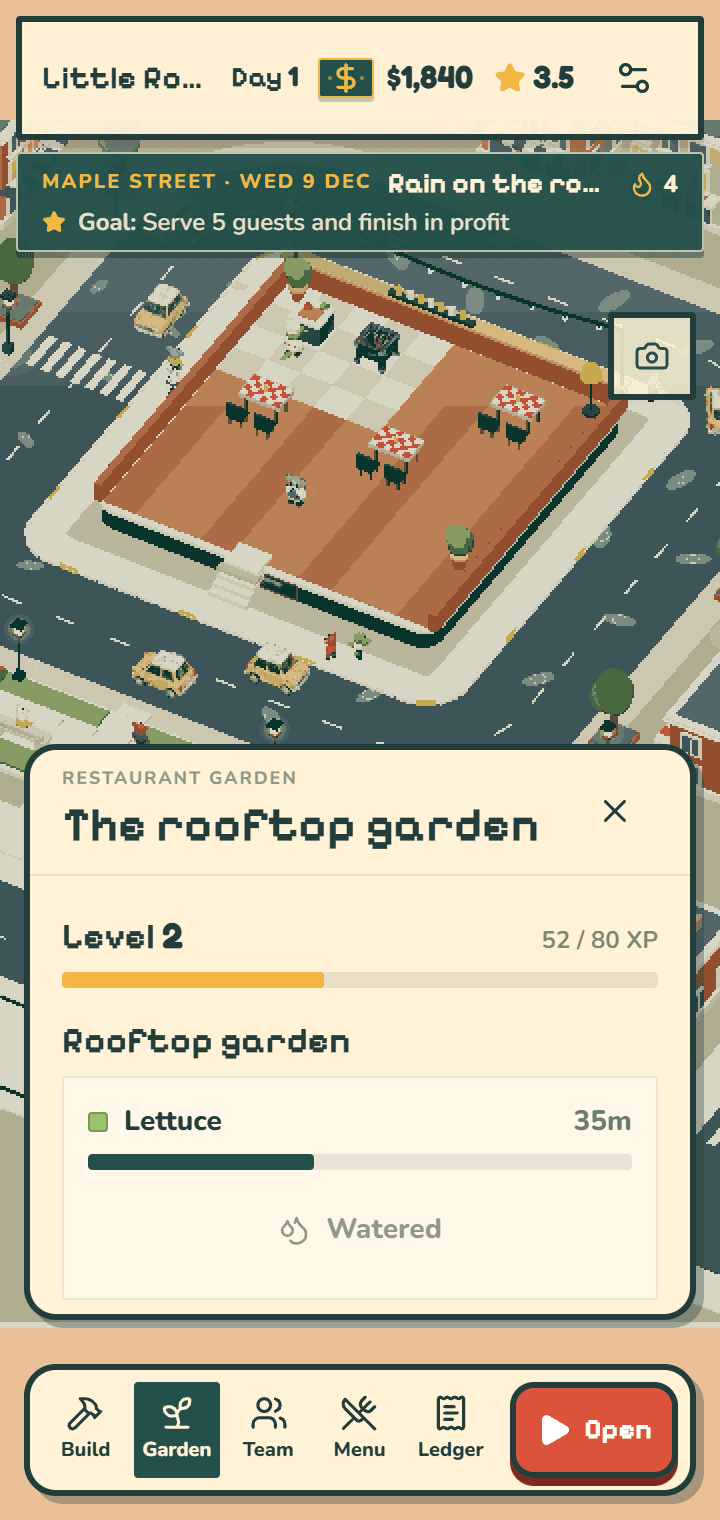 Little Ro... Day 1 $1,840 3.5
MAPLE STREET · WED 9 DEC Rain on the ro... 4
Goal: Serve 5 guests and finish in profit
RESTAURANT GARDEN
The rooftop garden
Level 2 52 / 80 XP
Rooftop garden
Lettuce 35m
Watered
Build Garden Team Menu Ledger Open